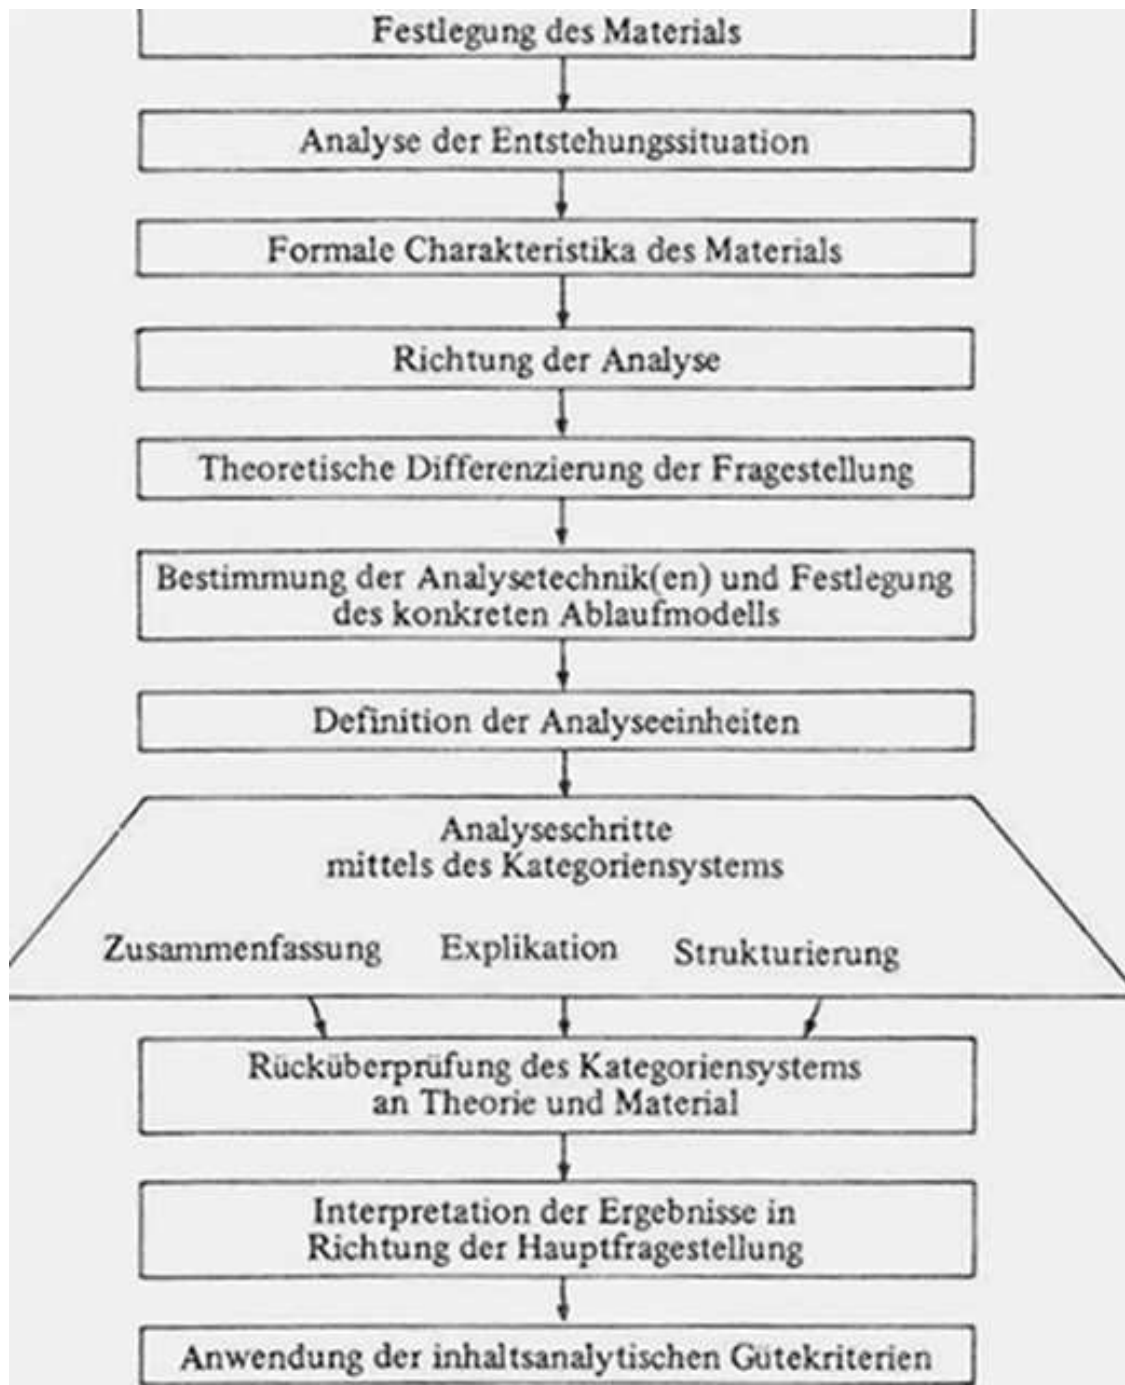 Festlegung des Materials
Analyse der Entstehungssituation
Formale Charakteristika des Materials
Richtung der Analyse
Theoretische Differenzierung der Fragestellung
Bestimmung der Analysetechnik(en) und Festlegung
des konkreten Ablaufmodells
Definition der Analyseeinheiten
Analyseschritte
mittels des Kategoriensystems
Zusammenfassung Explikation Strukturierung
Rücküberprüfung des Kategoriensystems
an Theorie und Material
Interpretation der Ergebnisse in
Richtung der Hauptfragestellung
Anwendung der inhaltsanalytischen Gütekriterien